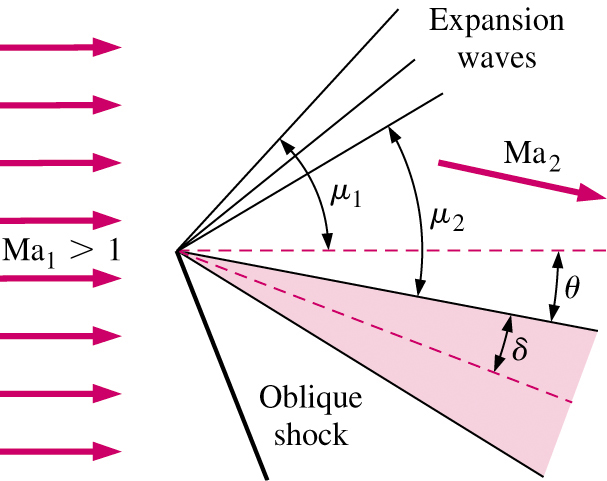 Expansion
waves
Ma₂
μ₁
μ₂
Ma₁ > 1
θ
δ
Oblique
shock